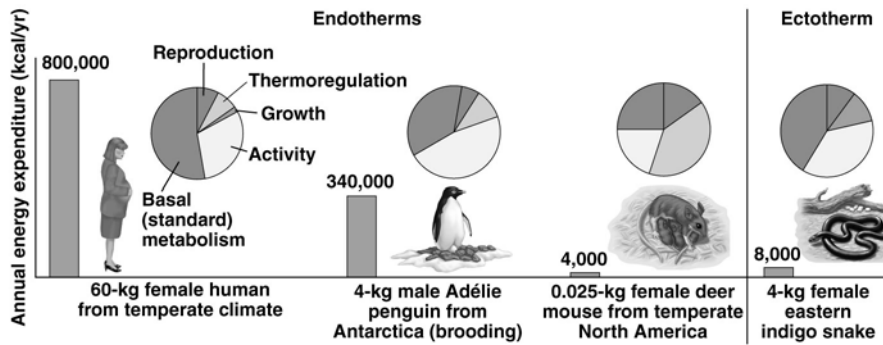 Endotherms
Ectotherm
Annual energy expenditure (kcal/yr)
800,000
Reproduction
Thermoregulation
Growth
Activity
Basal
(standard)
metabolism
340,000
4,000
8,000
60-kg female human
from temperate climate
4-kg male Adélie
penguin from
Antarctica (brooding)
0.025-kg female deer
mouse from temperate
North America
4-kg female
eastern
indigo snake